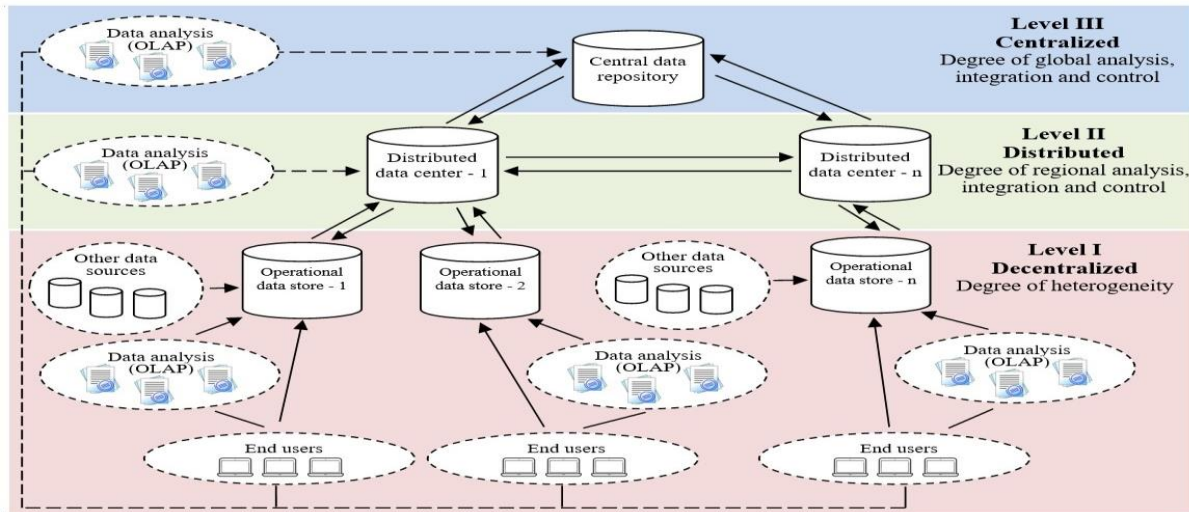 Data analysis
(OLAP)
Central data
repository
Level III
Centralized
Degree of global analysis,
integration and control
Data analysis
(OLAP)
Distributed
data center - 1
Distributed
data center - n
Level II
Distributed
Degree of regional analysis,
integration and control
Other data
sources
Operational
data store - 1
Operational
data store - 2
Other data
sources
Operational
data store - n
Level I
Decentralized
Degree of heterogeneity
Data analysis
(OLAP)
Data analysis
(OLAP)
Data analysis
(OLAP)
End users
End users
End users